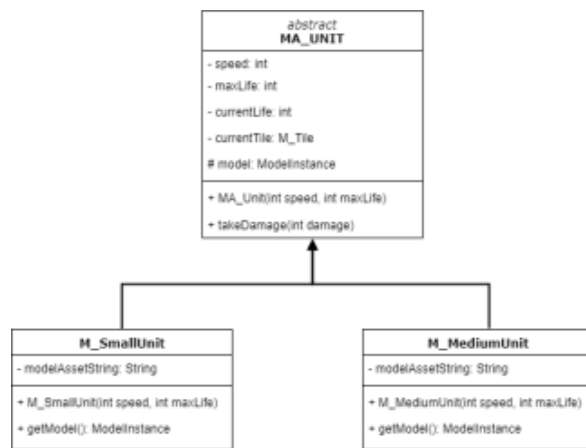 abstract
MA_UNIT
- speed: int
- maxLife: int
- currentLife: int
- currentTile: M_Tile
# model: ModelInstance
+ MA_Unit(int speed, int maxLife)
+ takeDamage(int damage)
M_SmallUnit
- modelAssetString: String
+ M_SmallUnit(int speed, int maxLife)
+ getModel(): ModelInstance
M_MediumUnit
- modelAssetString: String
+ M_MediumUnit(int speed, int maxLife)
+ getModel(): ModelInstance